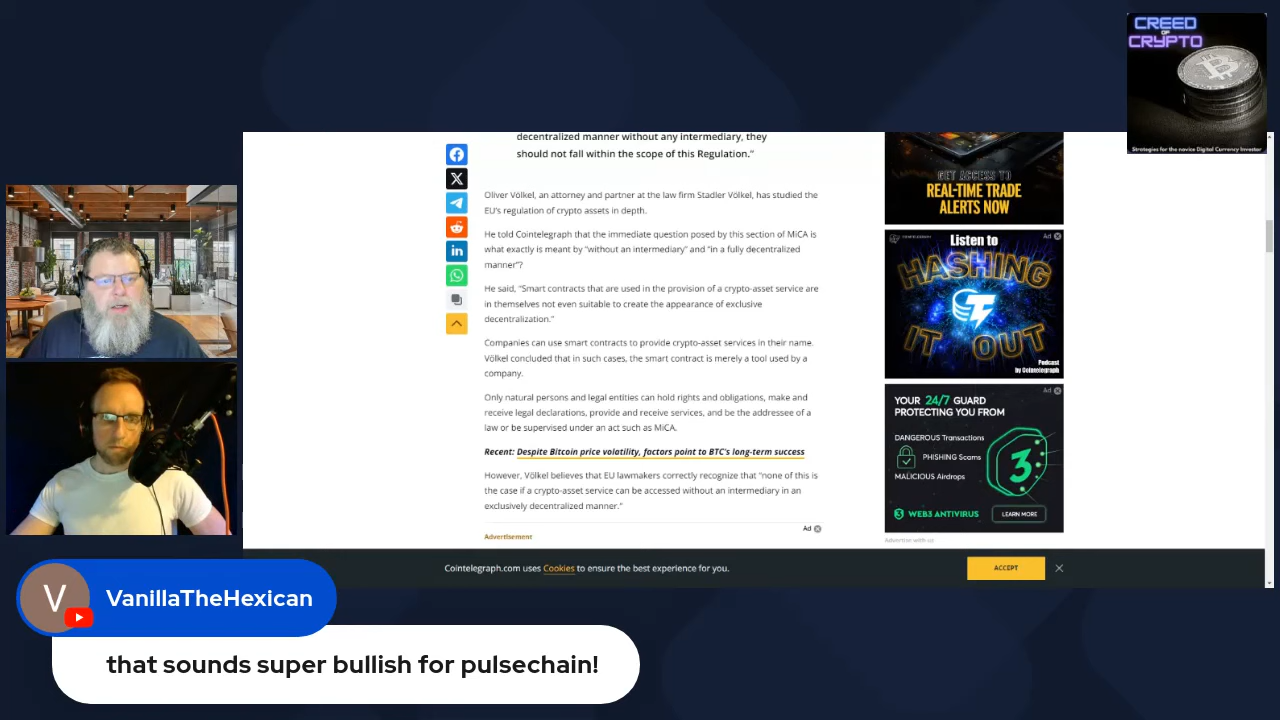 CREED
OF
CRYPTO
Strategies for the novice Digital Currency Investor
decentralized manner without any intermediary, they
should not fall within the scope of this Regulation.”
Oliver Völkel, an attorney and partner at the law firm Stadler Völkel, has studied the
EU's regulation of crypto assets in depth.
He told Cointelegraph that the immediate question posed by this section of MiCA is
what exactly is meant by “without an intermediary” and “in a fully decentralized
manner”?
He said, “Smart contracts that are used in the provision of a crypto-asset service are
in themselves not even suitable to create the appearance of exclusive
decentralization.”
Companies can use smart contracts to provide crypto-asset services in their name.
Völkel concluded that in such cases, the smart contract is merely a tool used by a
company.
Only natural persons and legal entities can hold rights and obligations, make and
receive legal declarations, provide and receive services, and be the addressee of a
law or be supervised under an act such as MiCA.
Recent: Despite Bitcoin price volatility, factors point to BTC's long-term success
However, Völkel believes that EU lawmakers correctly recognize that “none of this is
the case if a crypto-asset service can be accessed without an intermediary in an
exclusively decentralized manner.”
Ad
Advertisement
GET ACCESS TO
REAL-TIME TRADE
ALERTS NOW
Ad
Listen to
HASHING
IT OUT
Podcast
by Cointelegraph
Ad
YOUR 24/7 GUARD
PROTECTING YOU FROM
DANGEROUS Transactions
PHISHING Scams
MALICIOUS Airdrops
3
WEB3 ANTIVIRUS
LEARN MORE
Advertise with us
Cointelegraph.com uses Cookies to ensure the best experience for you.
ACCEPT
V
VanillaTheHexican
that sounds super bullish for pulsechain!